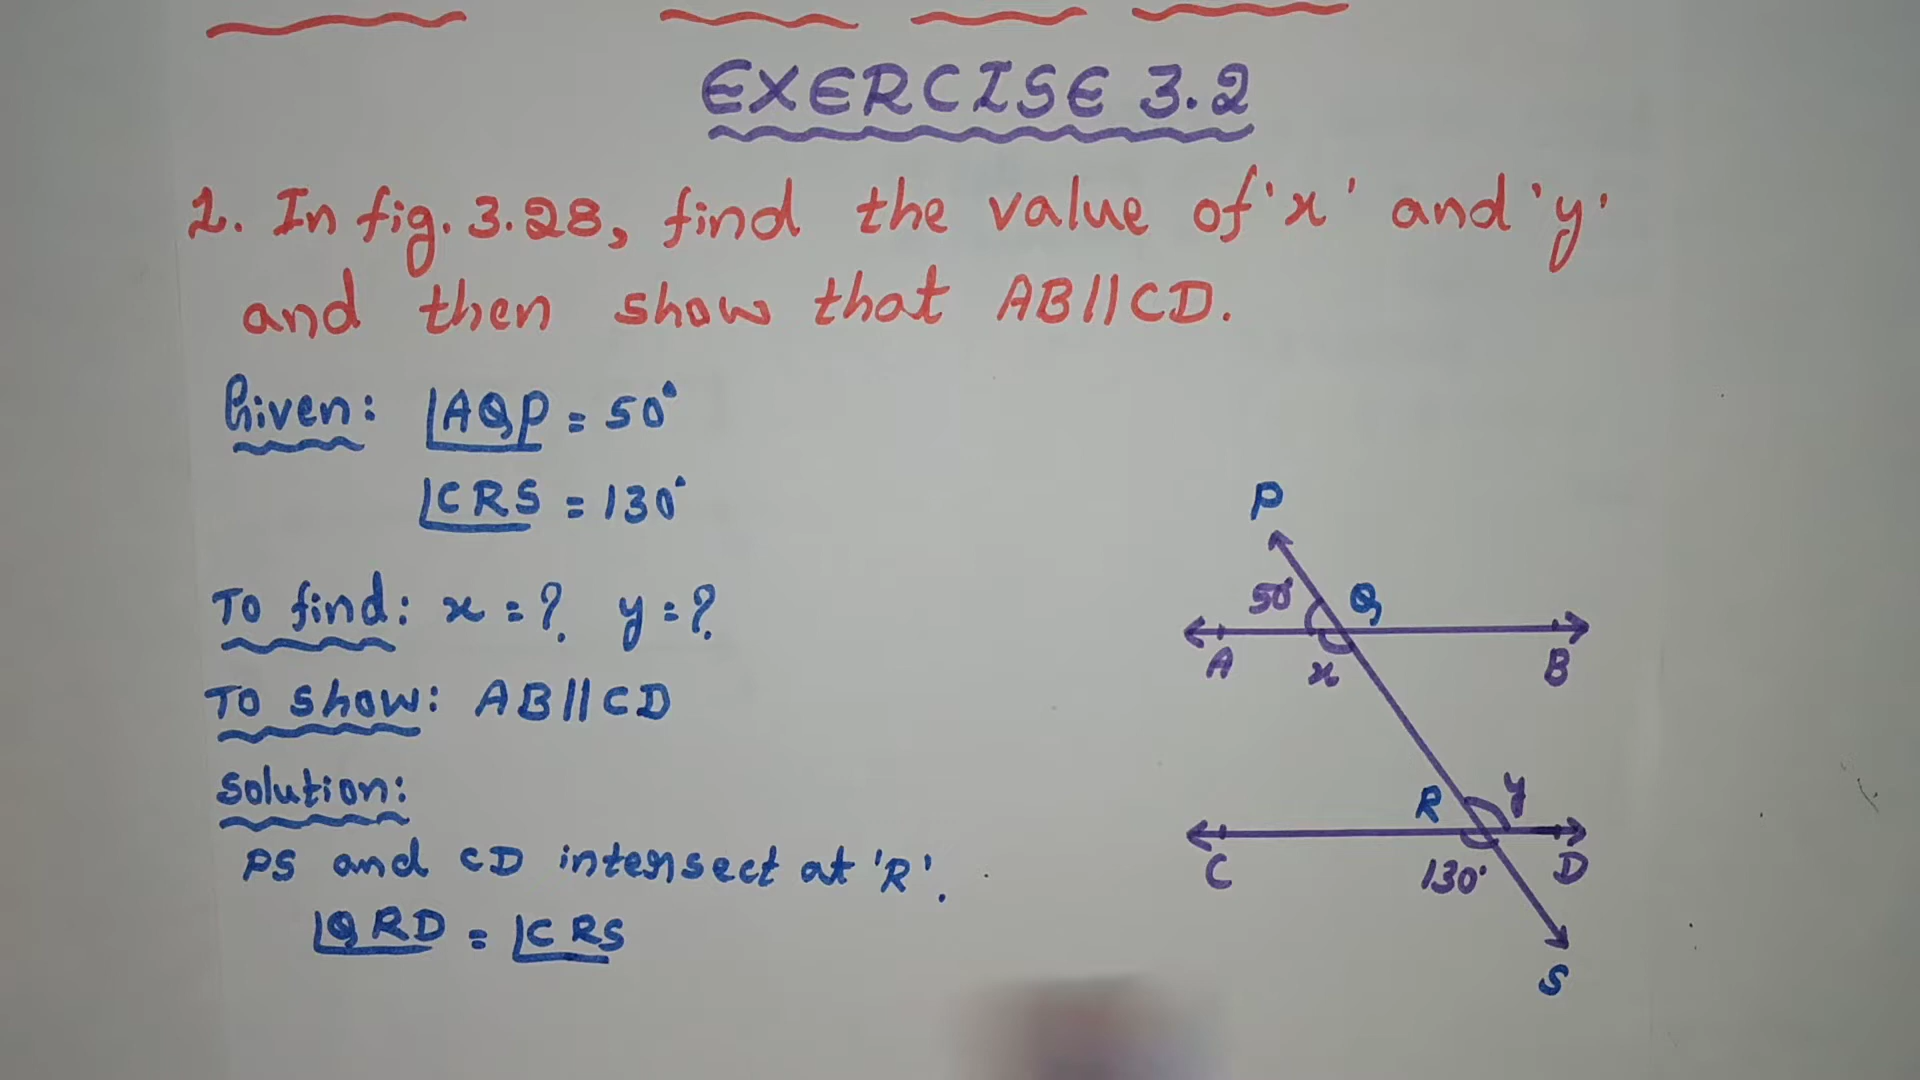 EXERCISE 3.2
1. In fig. 3.28, find the value of 'x' and 'y'
and then show that AB//CD.
Given: ∠AQP = 50°
∠CRS = 130°
To find: x = ? y = ?
To show: AB//CD
Solution:
PS and CD intersect at 'R'.
∠QRD = ∠CRS
P
50° Q
A x B
R y
C 130° D
S